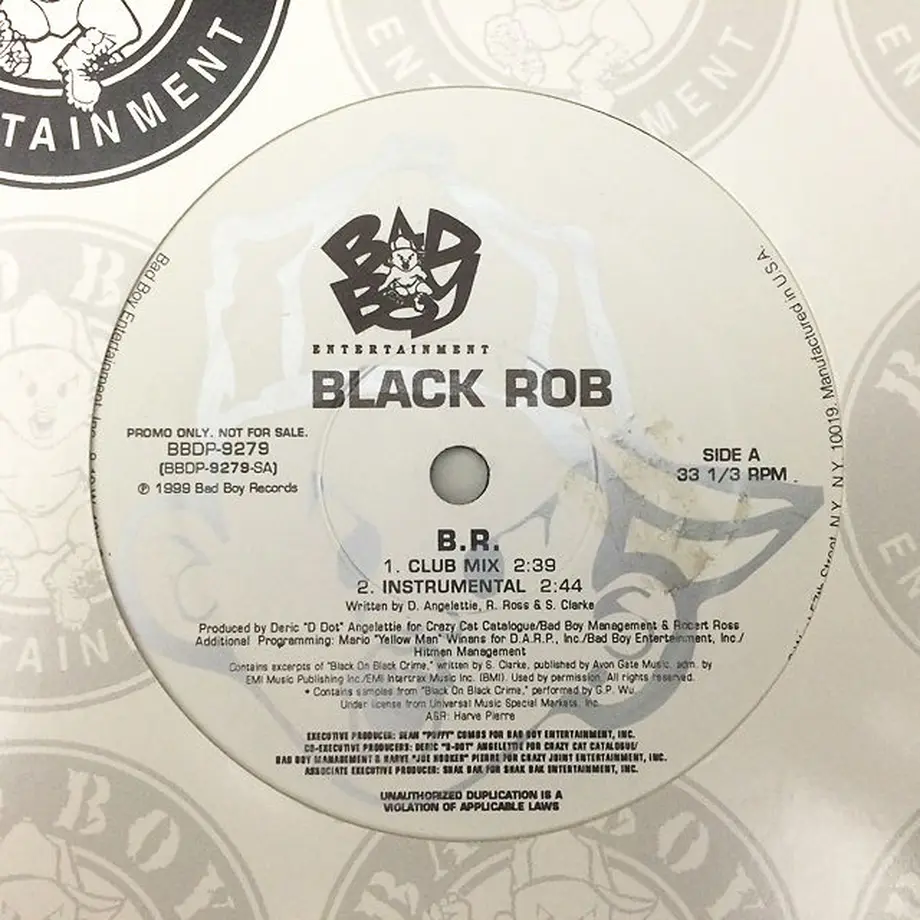 TAINMENT
ENTERTAINMENT
BAD BOY
BAD
BOY
ENTERTAINMENT
BLACK ROB
PROMO ONLY. NOT FOR SALE.
BBDP-9279
(BBDP-9279-SA)
℗ 1999 Bad Boy Records
SIDE A
33 1/3 RPM
B.R.
1. CLUB MIX 2:39
2. INSTRUMENTAL 2:44
Written by D. Angelettie, R. Ross & S. Clarke
Produced by Deric "D Dot" Angelettie for Crazy Cat Catalogue/Bad Boy Management & Robert Ross
Additional Programming: Mario "Yellow Man" Winans for D.A.R.P., Inc./Bad Boy Entertainment, Inc./
Hitmen Management
Contains excerpts of "Black On Black Crime," written by S. Clarke, published by Avon Gate Music, adm. by
EMI Music Publishing Inc./EMI Intertrax Music Inc. (BMI). Used by permission. All rights reserved.
* Contains samples from "Black On Black Crime," performed by G.P. Wu.
Under license from Universal Music Special Markets, Inc.
A&R: Harve Pierre
EXECUTIVE PRODUCER: SEAN "PUFFY" COMBS FOR BAD BOY ENTERTAINMENT, INC.
CO-EXECUTIVE PRODUCERS: DERIC "D-DOT" ANGELETTIE FOR CRAZY CAT CATALOGUE/
BAD BOY MANAGEMENT & HARVE "JOE HOOKER" PIERRE FOR CRAZY JOINT ENTERTAINMENT, INC.
ASSOCIATE EXECUTIVE PRODUCER: SHAK BAK FOR SHAK BAK ENTERTAINMENT, INC.
UNAUTHORIZED DUPLICATION IS A
VIOLATION OF APPLICABLE LAWS
Bad Boy Entertainment, Inc.
Street, NY, NY 10019. Manufactured in U.S.A.
BAD BOY